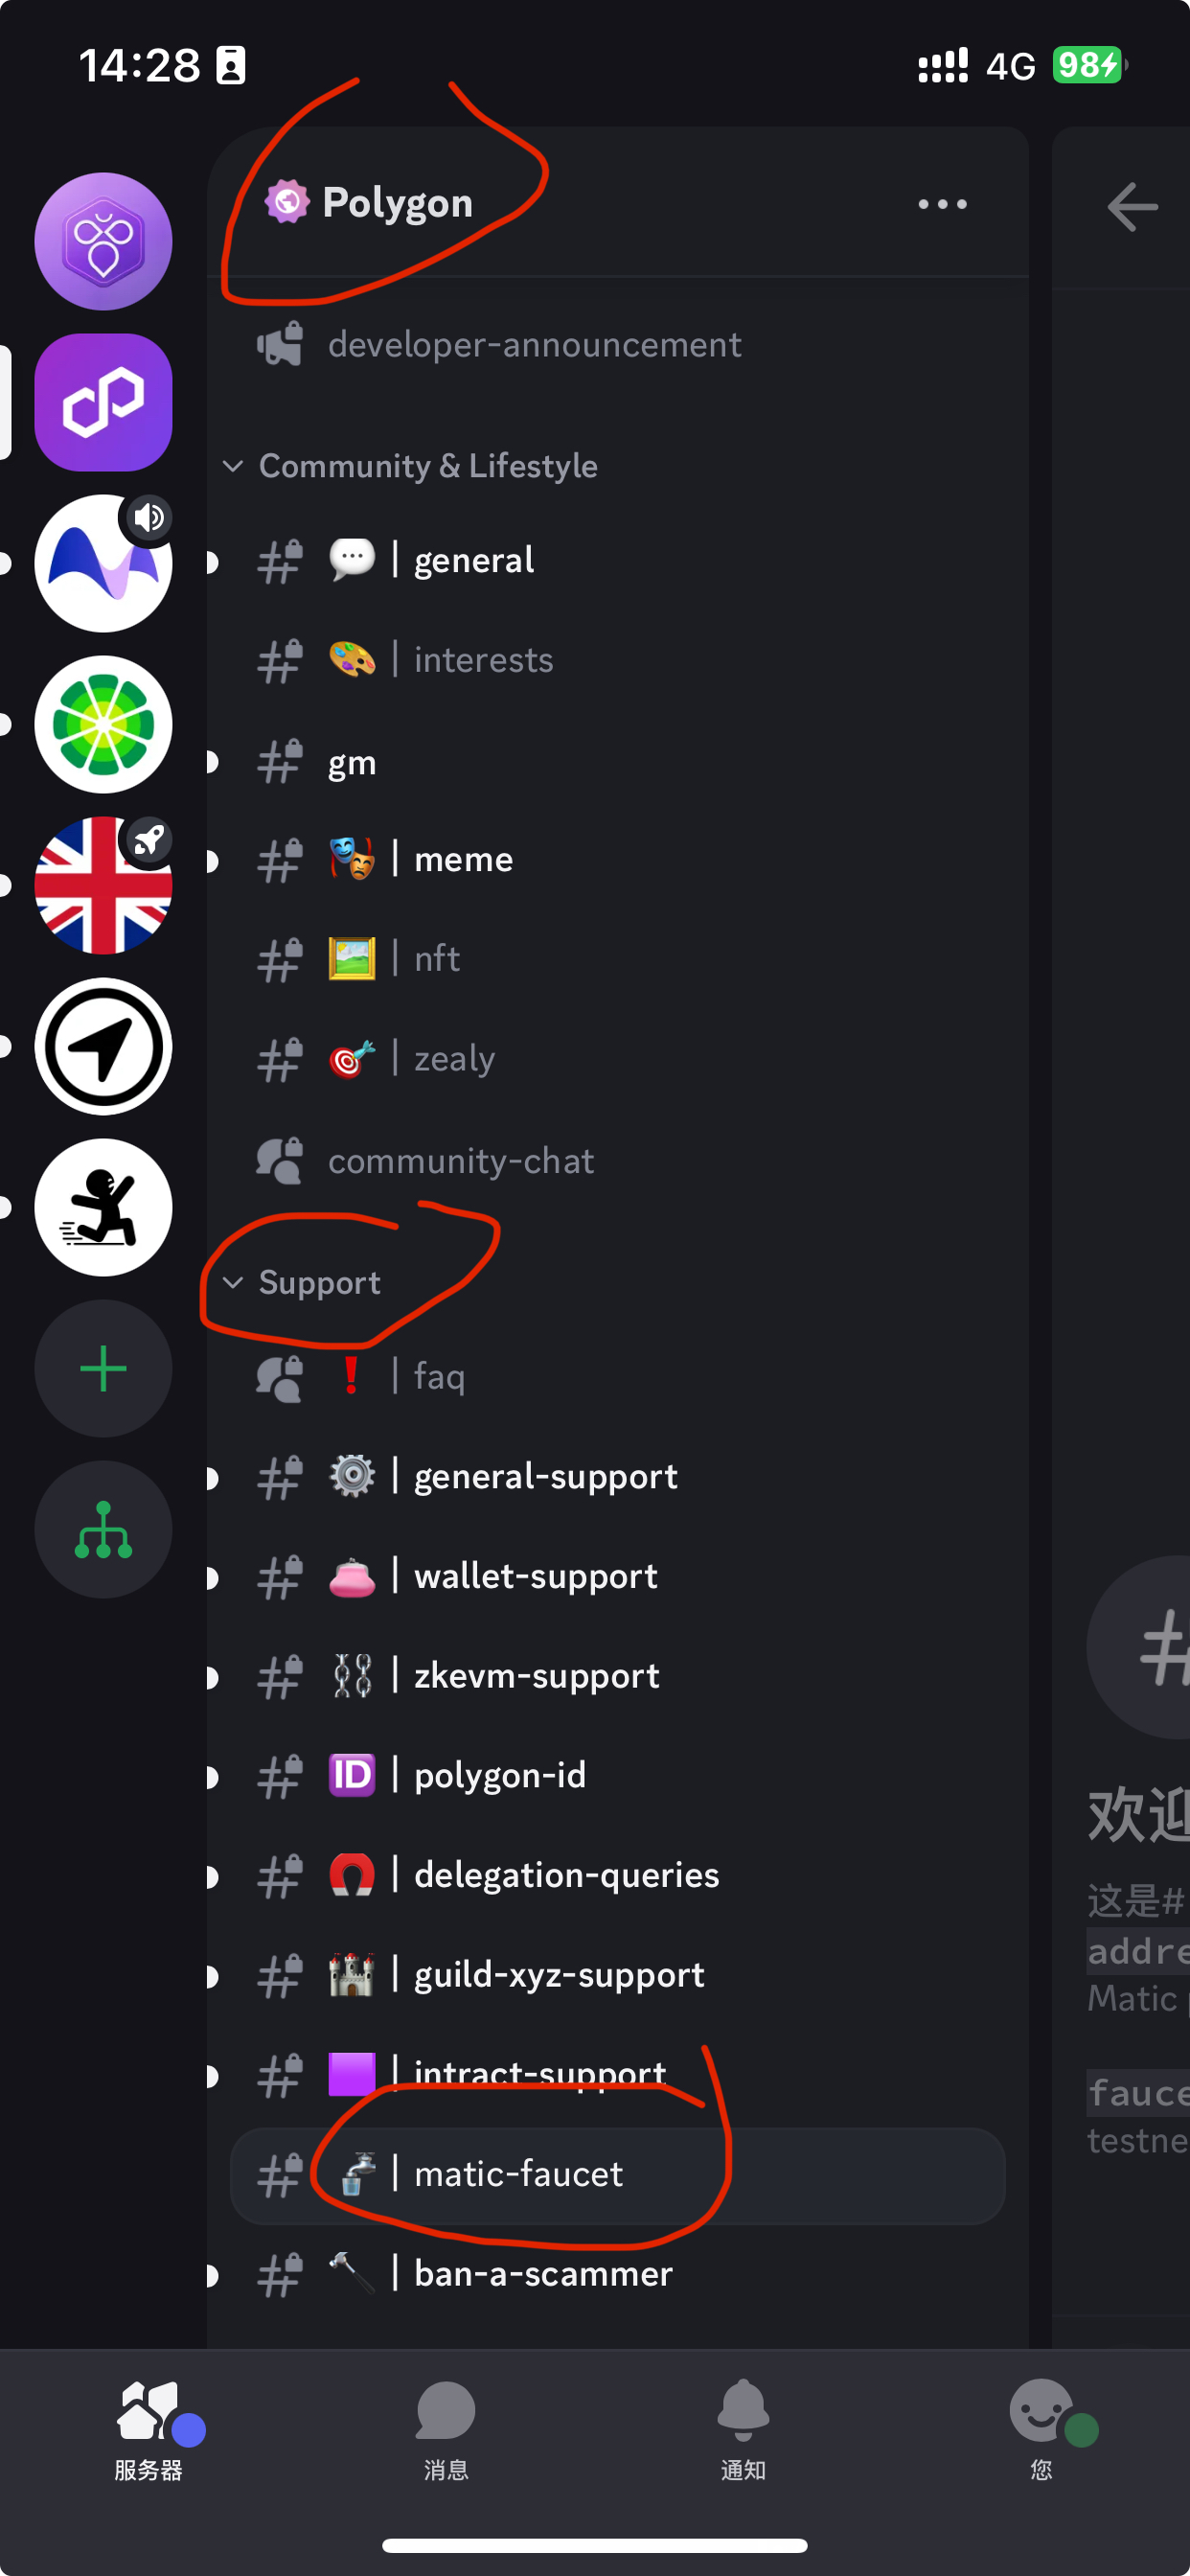 14:28
4G 98
Polygon
developer-announcement
Community & Lifestyle
general
interests
gm
meme
nft
zealy
community-chat
Support
faq
general-support
wallet-support
zkevm-support
ID | polygon-id
delegation-queries
guild-xyz-support
intract-support
matic-faucet
ban-a-scammer
欢迎
这是#
addre
Matic
fauce
testne
服务器
消息
通知
您